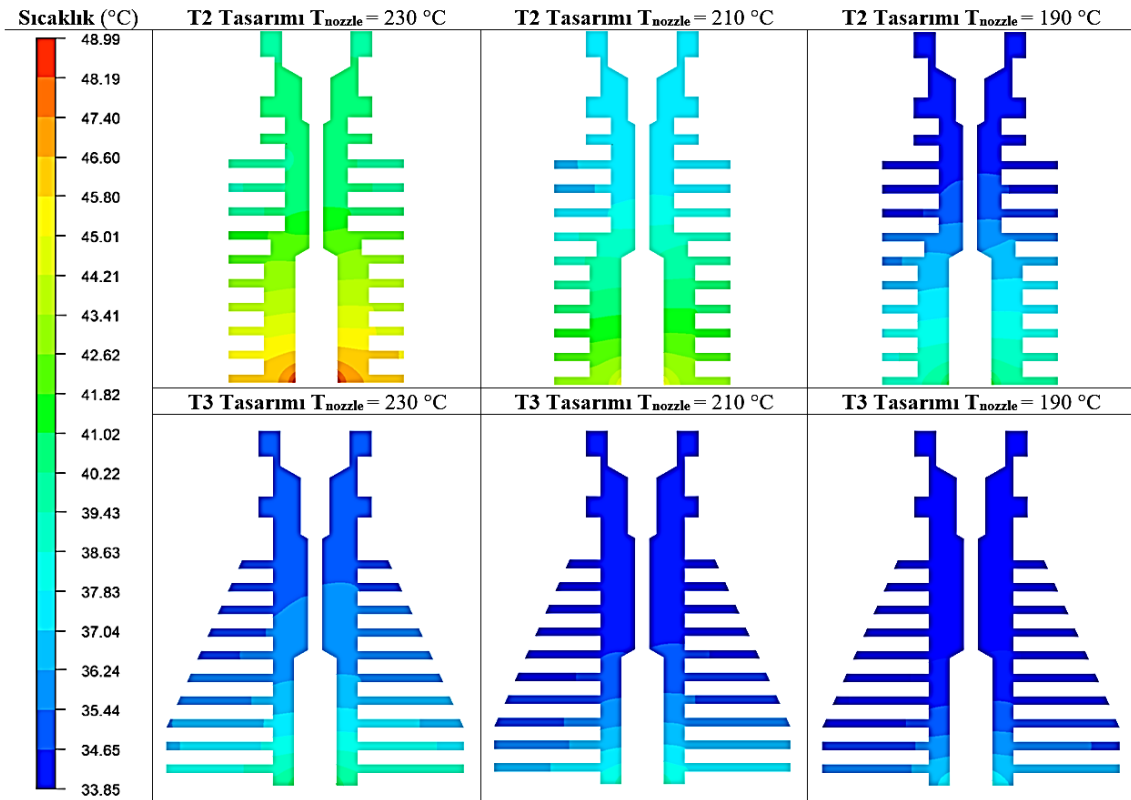 Sıcaklık (°C)
T2 Tasarımı Tnozzle = 230 °C
T2 Tasarımı Tnozzle = 210 °C
T2 Tasarımı Tnozzle = 190 °C
48.99
48.19
47.40
46.60
45.80
45.01
44.21
43.41
42.62
41.82
41.02
40.22
39.43
38.63
37.83
37.04
36.24
35.44
34.65
33.85
T3 Tasarımı Tnozzle = 230 °C
T3 Tasarımı Tnozzle = 210 °C
T3 Tasarımı Tnozzle = 190 °C